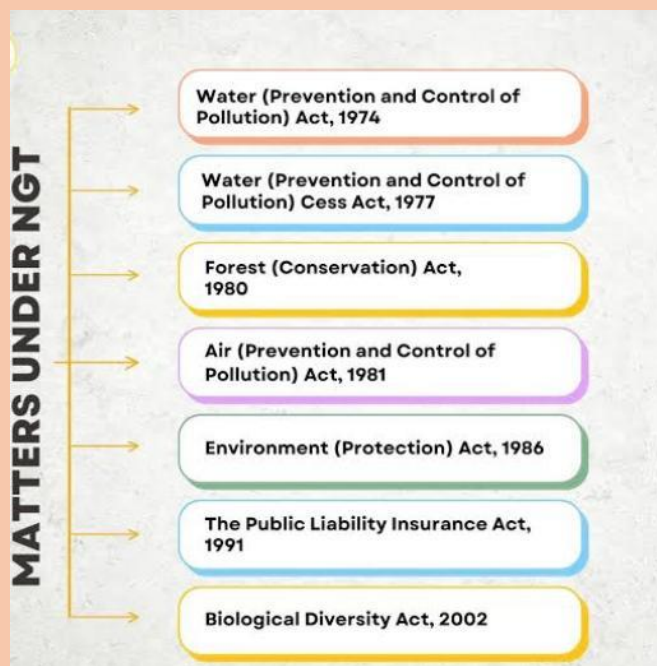 MATTERS UNDER NGT
Water (Prevention and Control of
Pollution) Act, 1974
Water (Prevention and Control of
Pollution) Cess Act, 1977
Forest (Conservation) Act,
1980
Air (Prevention and Control of
Pollution) Act, 1981
Environment (Protection) Act, 1986
The Public Liability Insurance Act,
1991
Biological Diversity Act, 2002